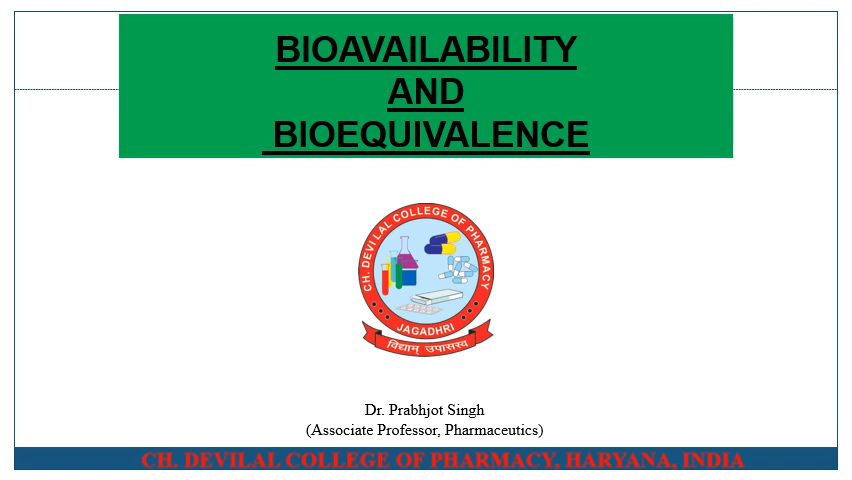 BIOAVAILABILITY
AND
BIOEQUIVALENCE
CH. DEVI LAL COLLEGE OF PHARMACY
JAGADHRI
विद्याम् उपासस्व
Dr. Prabhjot Singh
(Associate Professor, Pharmaceutics)
CH. DEVILAL COLLEGE OF PHARMACY, HARYANA, INDIA